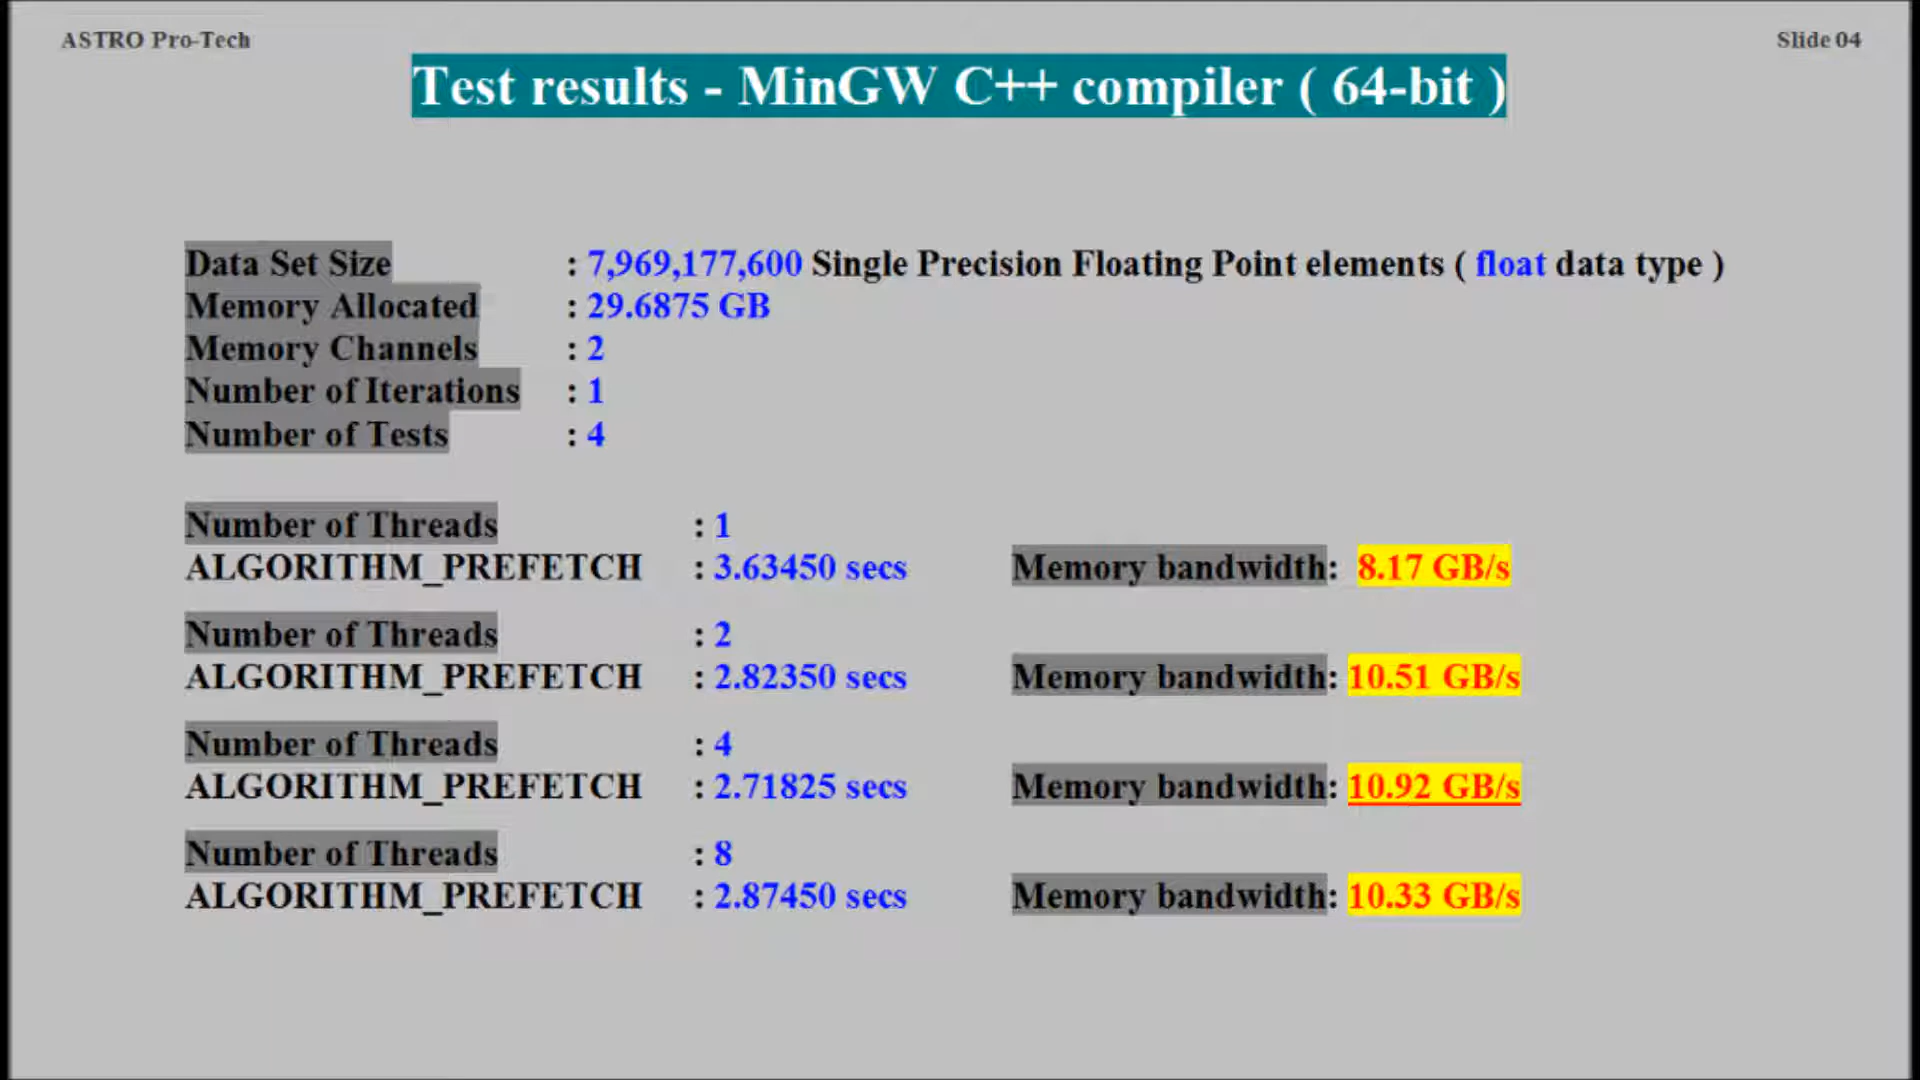 ASTRO Pro-Tech
Slide 04
Test results - MinGW C++ compiler ( 64-bit )
Data Set Size : 7,969,177,600 Single Precision Floating Point elements ( float data type )
Memory Allocated : 29.6875 GB
Memory Channels : 2
Number of Iterations : 1
Number of Tests : 4
Number of Threads : 1
ALGORITHM_PREFETCH : 3.63450 secs Memory bandwidth: 8.17 GB/s
Number of Threads : 2
ALGORITHM_PREFETCH : 2.82350 secs Memory bandwidth: 10.51 GB/s
Number of Threads : 4
ALGORITHM_PREFETCH : 2.71825 secs Memory bandwidth: 10.92 GB/s
Number of Threads : 8
ALGORITHM_PREFETCH : 2.87450 secs Memory bandwidth: 10.33 GB/s